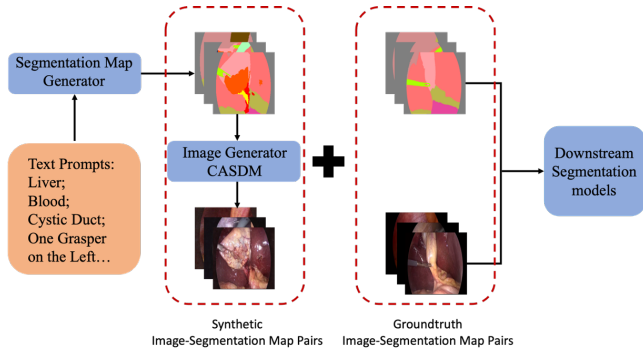 Segmentation Map
Generator
Text Prompts:
Liver;
Blood;
Cystic Duct;
One Grasper
on the Left…
Image Generator
CASDM
Downstream
Segmentation
models
Synthetic
Image-Segmentation Map Pairs
Groundtruth
Image-Segmentation Map Pairs